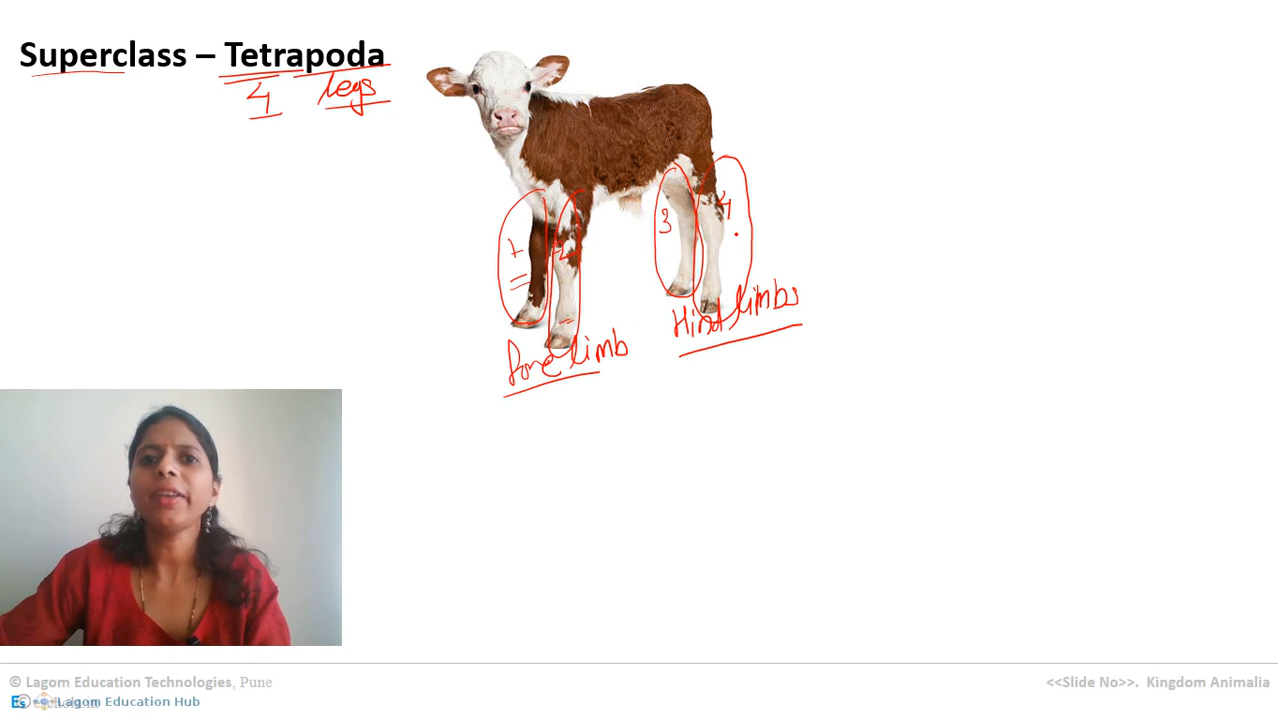 Superclass – Tetrapoda
4 legs
1
2
3
4
Hind limbs
Fore limb
© Lagom Education Technologies, Pune
<<Slide No>>. Kingdom Animalia
Lagom Education Hub